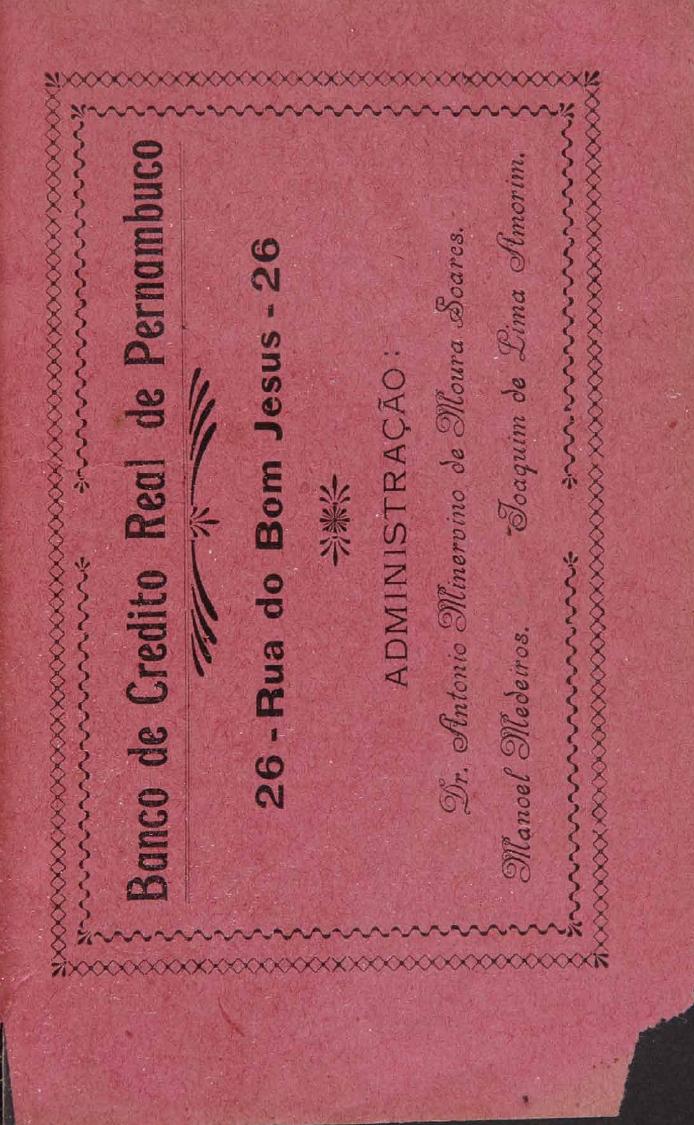 Banco de Credito Real de Pernambuco
26 - Rua do Bom Jesus - 26
ADMINISTRAÇÃO:
Dr. Antonio Minervino de Moura Soares.
Manoel Medeiros. Joaquim de Lima Amorim.